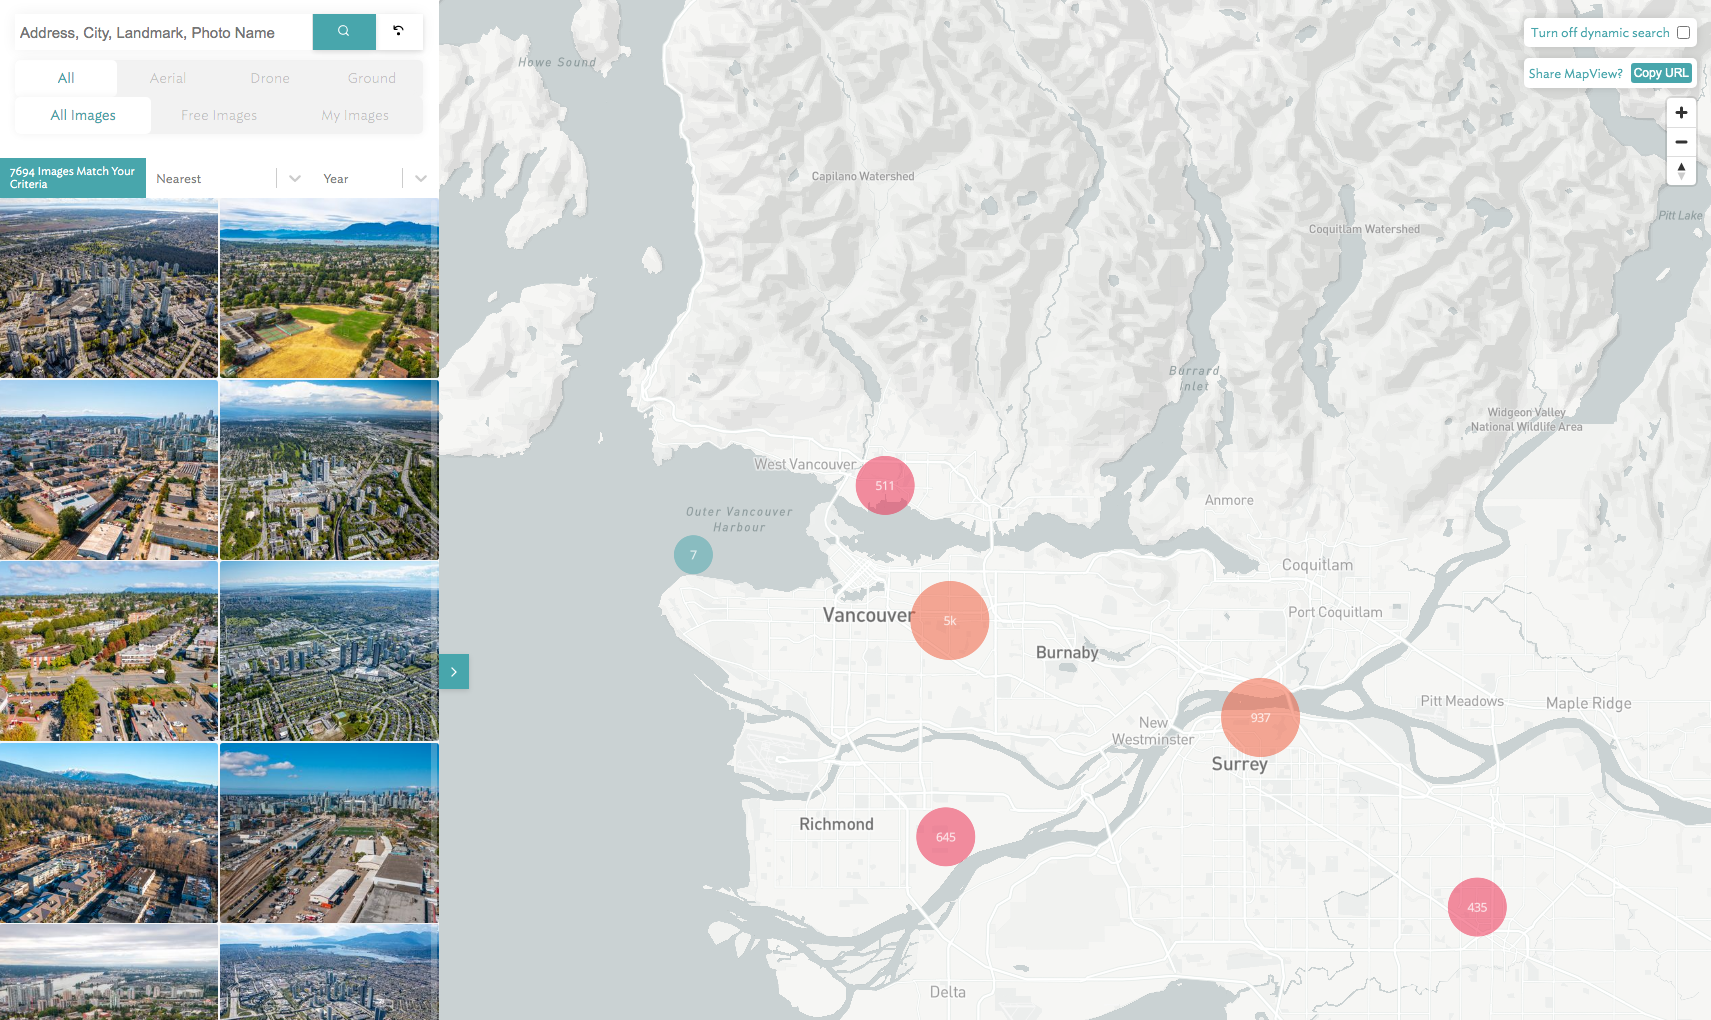 Address, City, Landmark, Photo Name
All
Aerial
Drone
Ground
All Images
Free Images
My Images
7694 Images Match Your
Criteria
Nearest
Year
Turn off dynamic search
Share MapView?
Copy URL
Howe Sound
Capilano Watershed
Pitt Lake
Coquitlam Watershed
Burrard
Inlet
Widgeon Valley
National Wildlife Area
West Vancouver
511
Anmore
Outer Vancouver
Harbour
7
Coquitlam
Vancouver
5k
Port Coquitlam
Burnaby
Pitt Meadows
Maple Ridge
937
New
Westminster
Surrey
Richmond
645
435
Delta